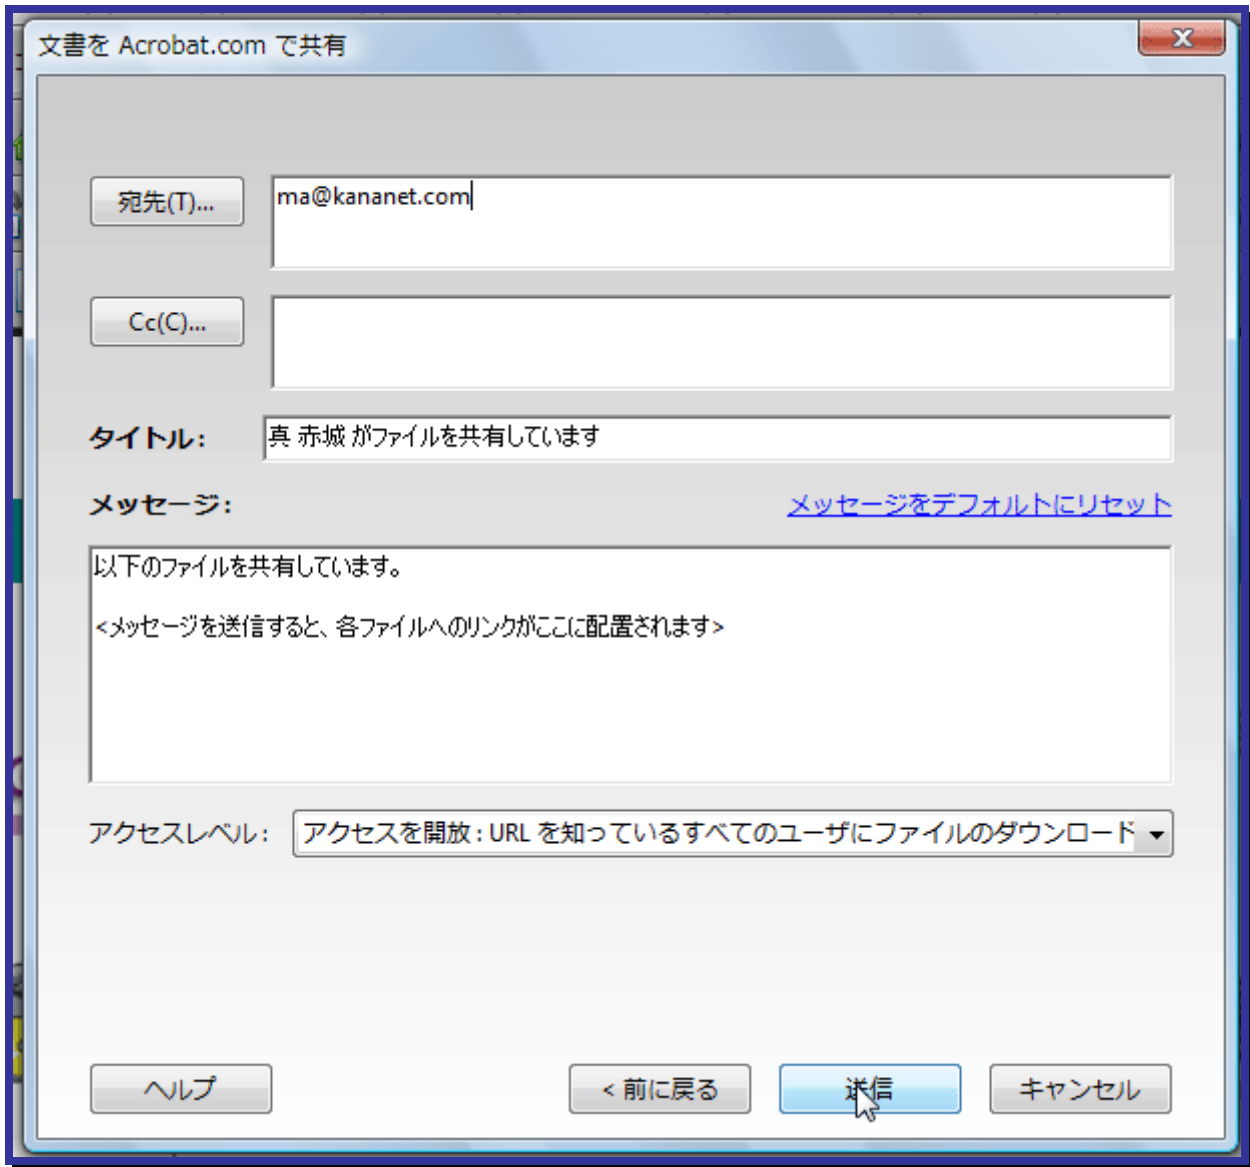 文書を Acrobat.com で共有
宛先(T)...
ma@kananet.com
Cc(C)...
タイトル:
真 赤城 がファイルを共有しています
メッセージ:
メッセージをデフォルトにリセット
以下のファイルを共有しています。
<メッセージを送信すると、各ファイルへのリンクがここに配置されます>
アクセスレベル:
アクセスを開放 : URL を知っているすべてのユーザにファイルのダウンロード
ヘルプ
< 前に戻る
送信
キャンセル